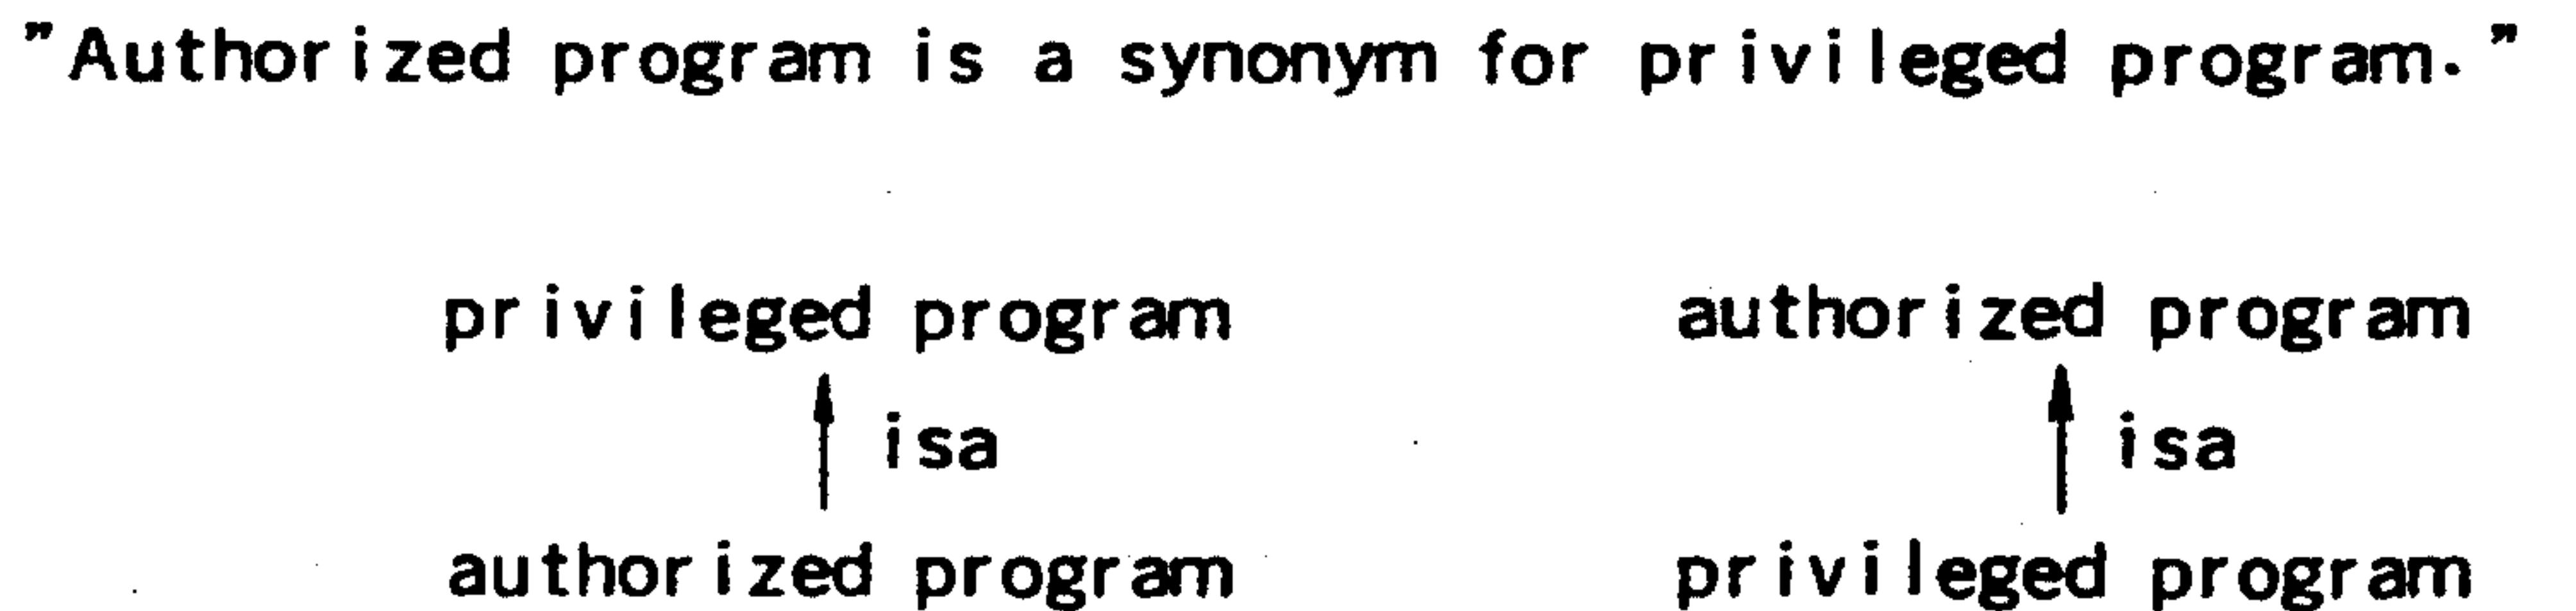 "Authorized program is a synonym for privileged program."
privileged program authorized program
isa isa
authorized program privileged program